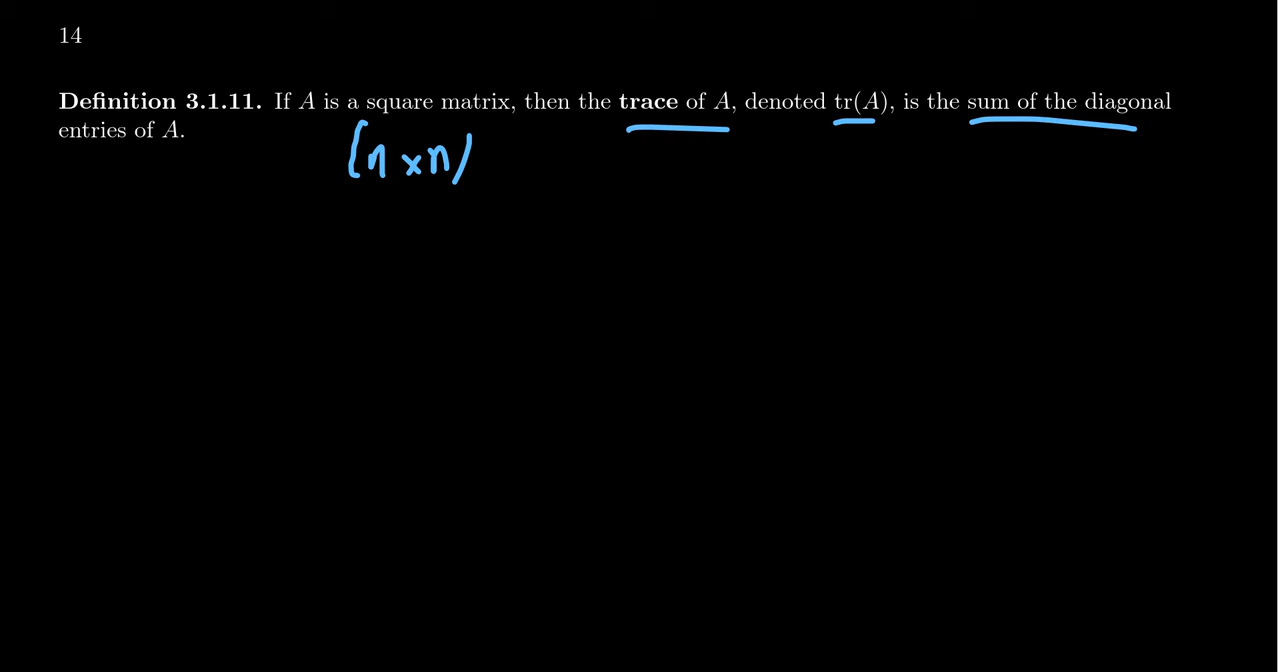 14
Definition 3.1.11. If A is a square matrix, then the trace of A, denoted tr(A), is the sum of the diagonal
entries of A.
(n × n)